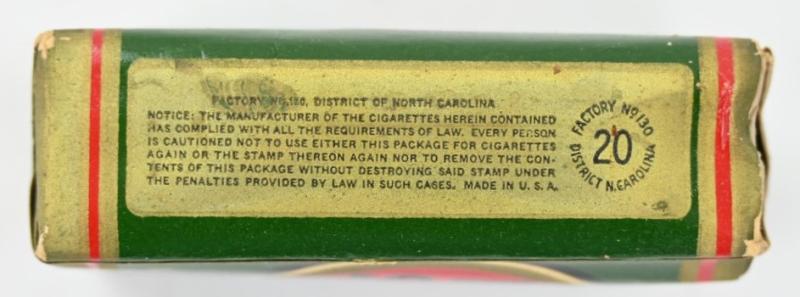 FACTORY NO. 130, DISTRICT OF NORTH CAROLINA
NOTICE: THE MANUFACTURER OF THE CIGARETTES HEREIN CONTAINED
HAS COMPLIED WITH ALL THE REQUIREMENTS OF LAW. EVERY PERSON
IS CAUTIONED NOT TO USE EITHER THIS PACKAGE FOR CIGARETTES
AGAIN OR THE STAMP THEREON AGAIN NOR TO REMOVE THE CON-
TENTS OF THIS PACKAGE WITHOUT DESTROYING SAID STAMP UNDER
THE PENALTIES PROVIDED BY LAW IN SUCH CASES. MADE IN U.S.A.
FACTORY Nº 130
20
DISTRICT N. CAROLINA